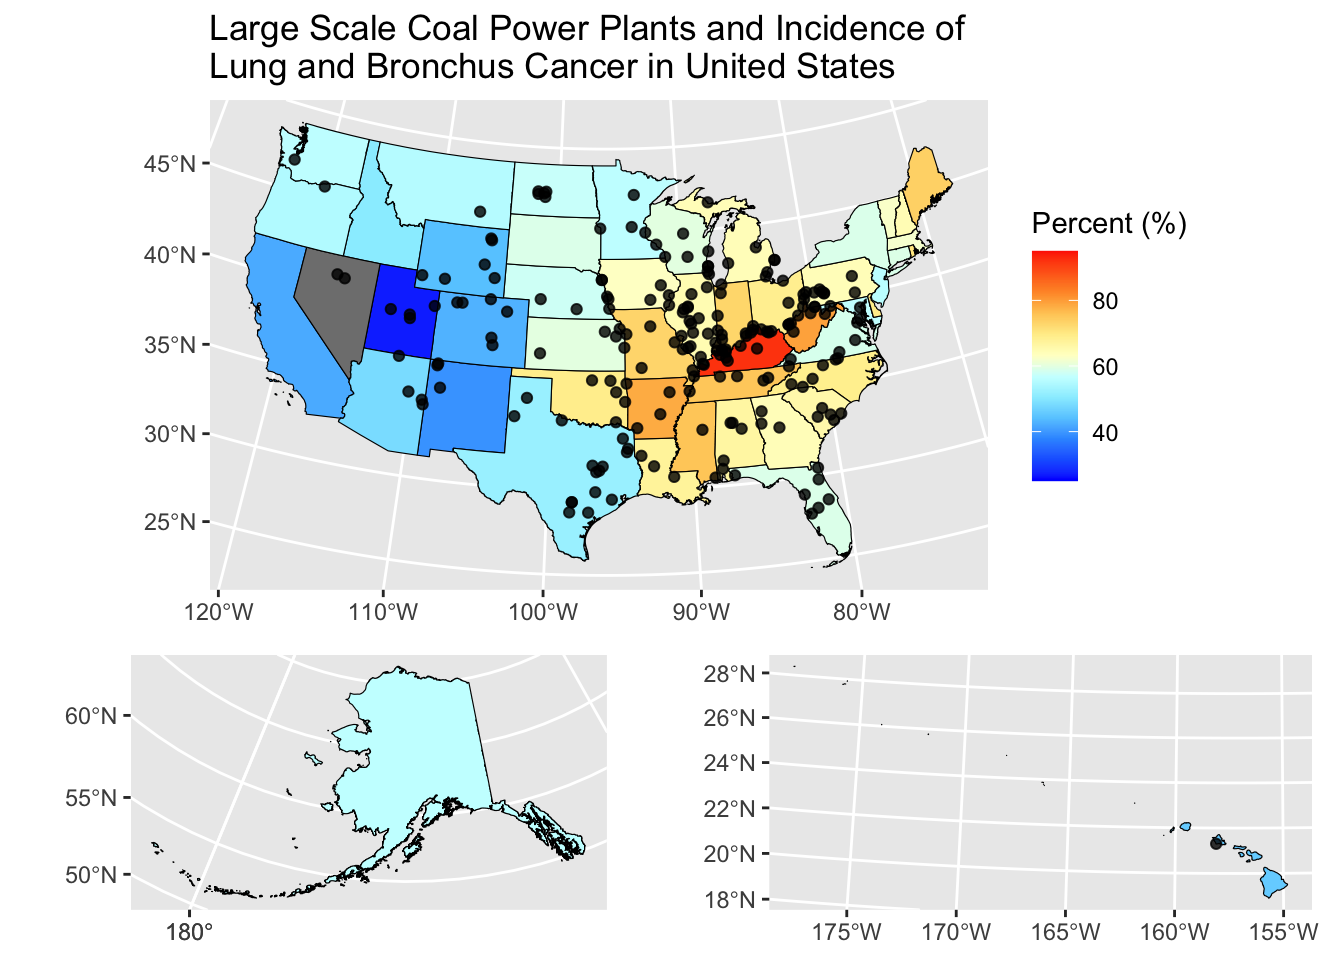 Large Scale Coal Power Plants and Incidence of
Lung and Bronchus Cancer in United States
45°N
40°N
35°N
30°N
25°N
120°W
110°W
100°W
90°W
80°W
Percent (%)
80
60
40
60°N
55°N
50°N
180°
28°N
26°N
24°N
22°N
20°N
18°N
175°W
170°W
165°W
160°W
155°W